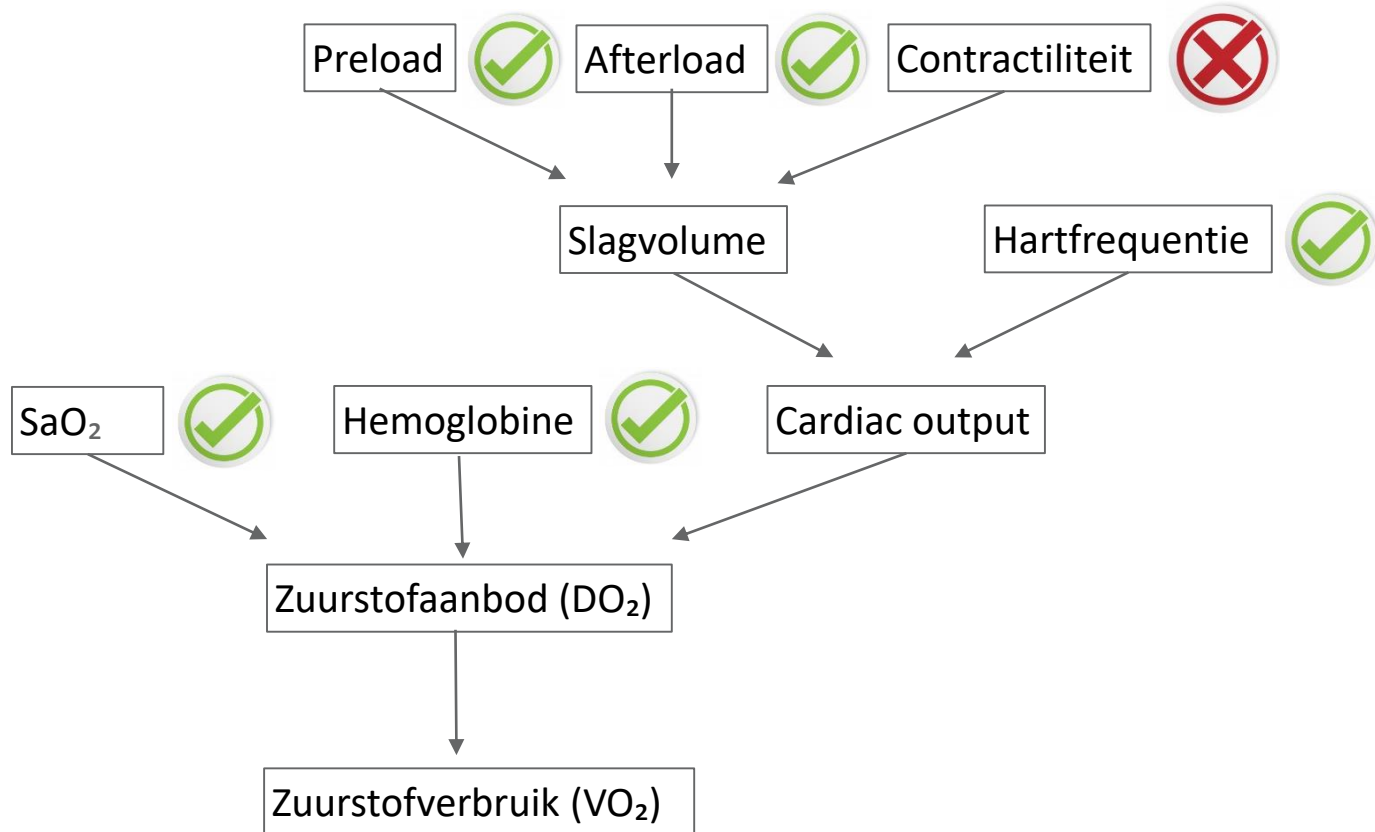 Preload
Afterload
Contractiliteit
Slagvolume
Hartfrequentie
SaO₂
Hemoglobine
Cardiac output
Zuurstofaanbod (DO₂)
Zuurstofverbruik (VO₂)